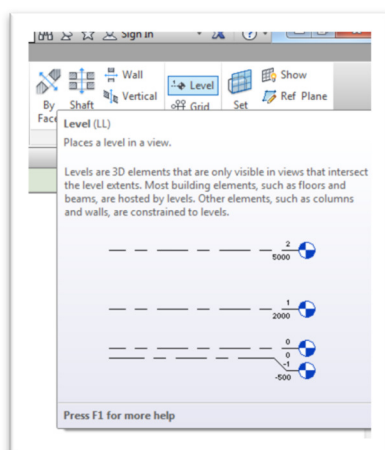 Sign In
Wall
Level
Show
By Face
Shaft
Vertical
Grid
Set
Ref Plane
Level (LL)
Places a level in a view.
Levels are 3D elements that are only visible in views that intersect
the level extents. Most building elements, such as floors and
beams, are hosted by levels. Other elements, such as columns
and walls, are constrained to levels.
2
5000
1
2000
0
0
-1
-500
Press F1 for more help